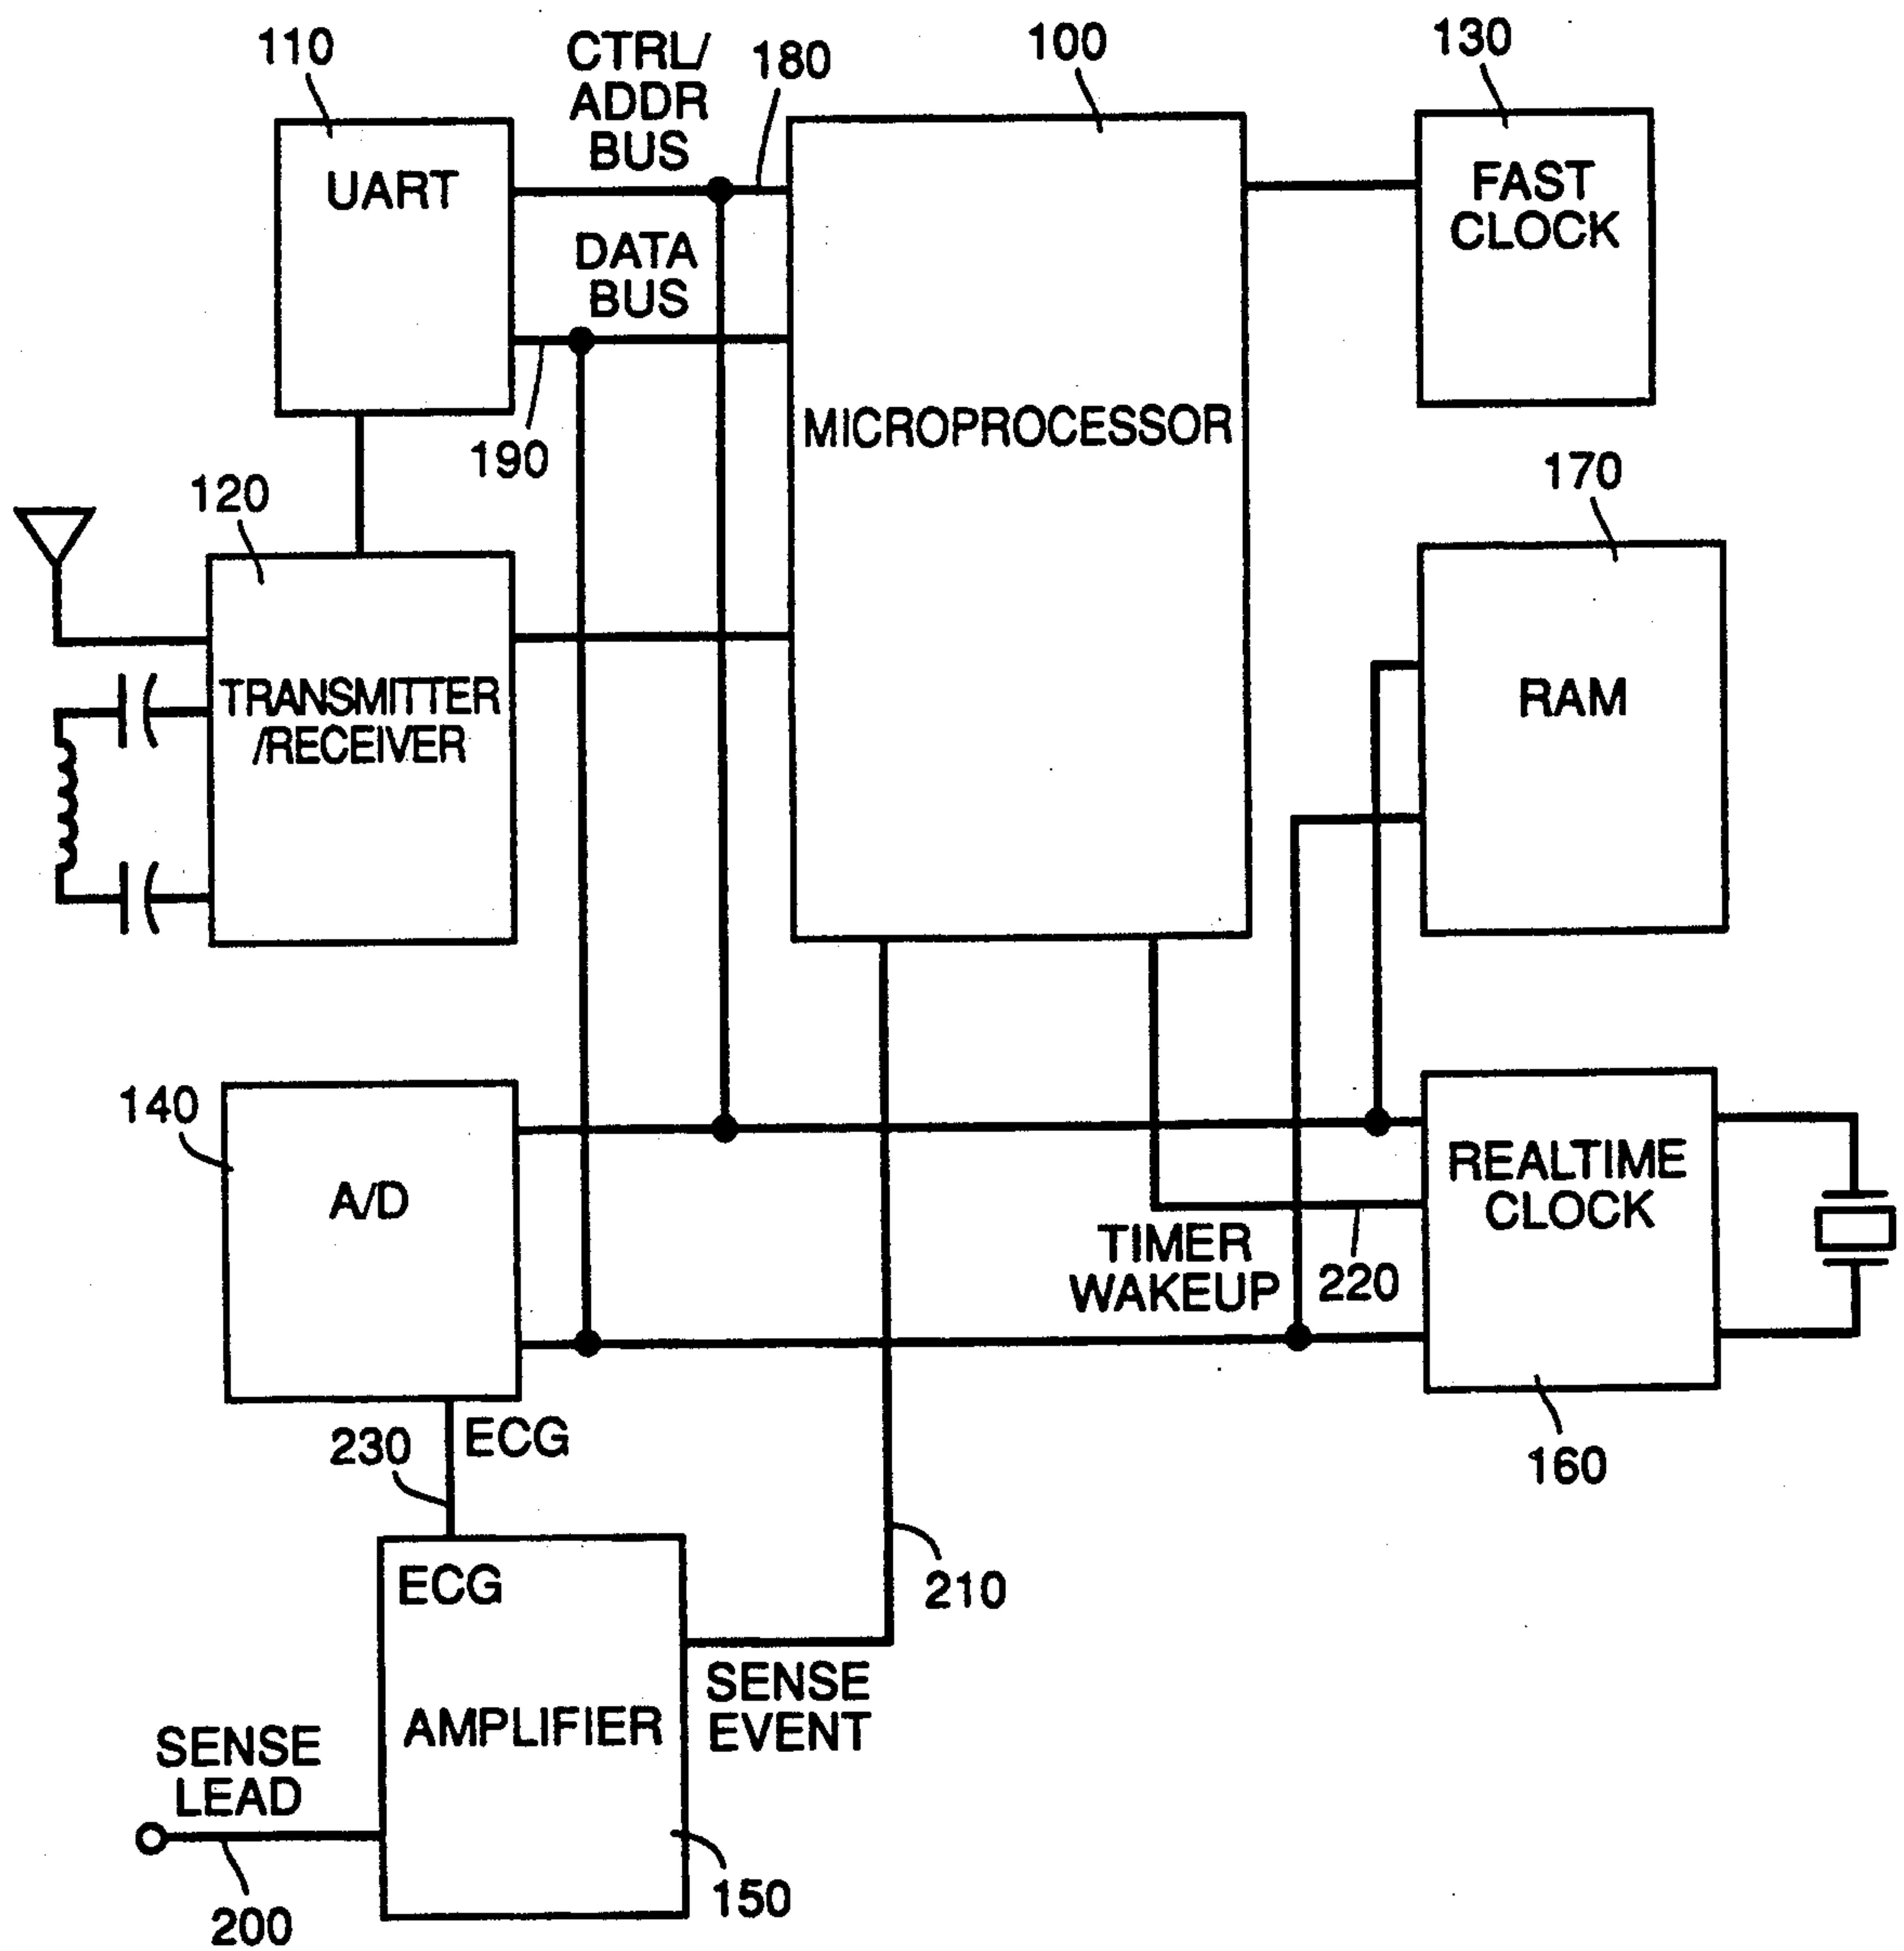 110
CTRL/
ADDR
BUS
180
100
130
UART
FAST
CLOCK
DATA
BUS
190
MICROPROCESSOR
120
170
TRANSMITTER
/RECEIVER
RAM
140
A/D
REALTIME
CLOCK
TIMER
WAKEUP
220
230
ECG
160
ECG
210
SENSE
EVENT
AMPLIFIER
SENSE
LEAD
150
200